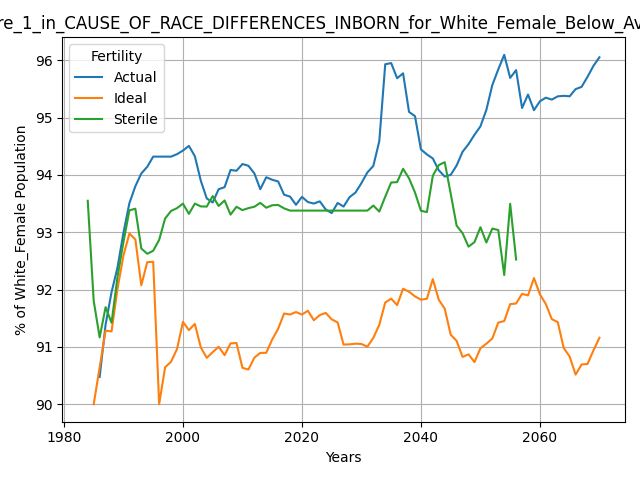 re_1_in_CAUSE_OF_RACE_DIFFERENCES_INBORN_for_White_Female_Below_Av
Fertility
Actual
Ideal
Sterile
% of White_Female Population
96
95
94
93
92
91
90
1980
2000
2020
2040
2060
Years